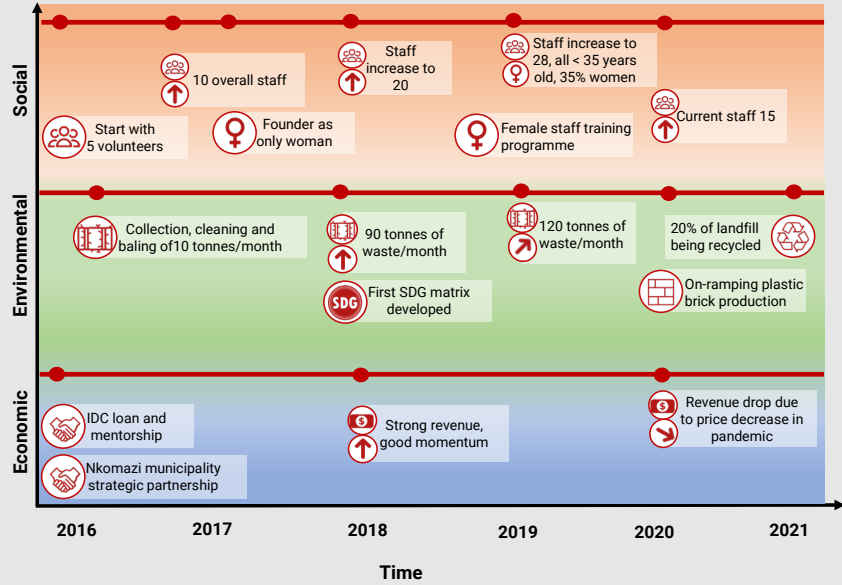 Social
Staff
increase to
20
Staff increase to
28, all < 35 years
old, 35% women
10 overall staff
Start with
5 volunteers
Founder as
only woman
Female staff training
programme
Current staff 15
Environmental
Collection, cleaning and
baling of10 tonnes/month
90 tonnes of
waste/month
120 tonnes of
waste/month
20% of landfill
being recycled
SDG
First SDG matrix
developed
On-ramping plastic
brick production
Economic
IDC loan and
mentorship
Nkomazi municipality
strategic partnership
$
Strong revenue,
good momentum
$
Revenue drop due
to price decrease in
pandemic
2016
2017
2018
2019
2020
2021
Time